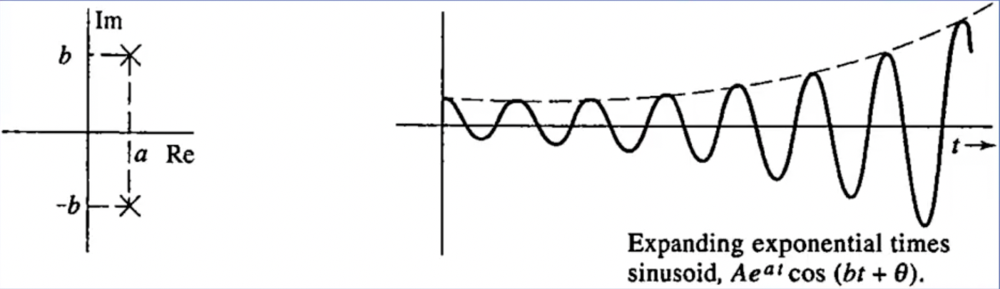 Im
b
a Re
-b
t→
Expanding exponential times
sinusoid, Ae^{at} cos (bt + θ).